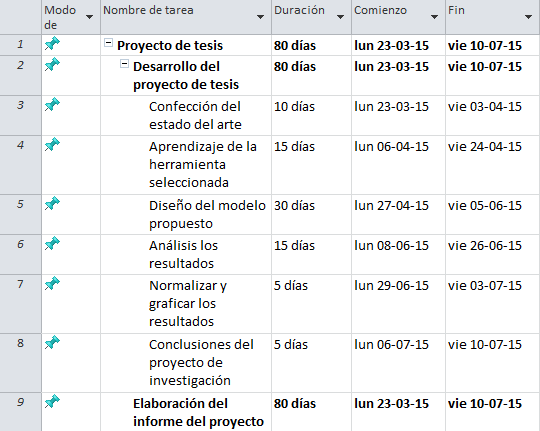 Modo de Nombre de tarea Duración Comienzo Fin
1 Proyecto de tesis 80 días lun 23-03-15 vie 10-07-15
2 Desarrollo del 80 días lun 23-03-15 vie 10-07-15
proyecto de tesis
3 Confección del 10 días lun 23-03-15 vie 03-04-15
estado del arte
4 Aprendizaje de la 15 días lun 06-04-15 vie 24-04-15
herramienta
seleccionada
5 Diseño del modelo 30 días lun 27-04-15 vie 05-06-15
propuesto
6 Análisis los 15 días lun 08-06-15 vie 26-06-15
resultados
7 Normalizar y 5 días lun 29-06-15 vie 03-07-15
graficar los
resultados
8 Conclusiones del 5 días lun 06-07-15 vie 10-07-15
proyecto de
investigación
9 Elaboración del 80 días lun 23-03-15 vie 10-07-15
informe del proyecto